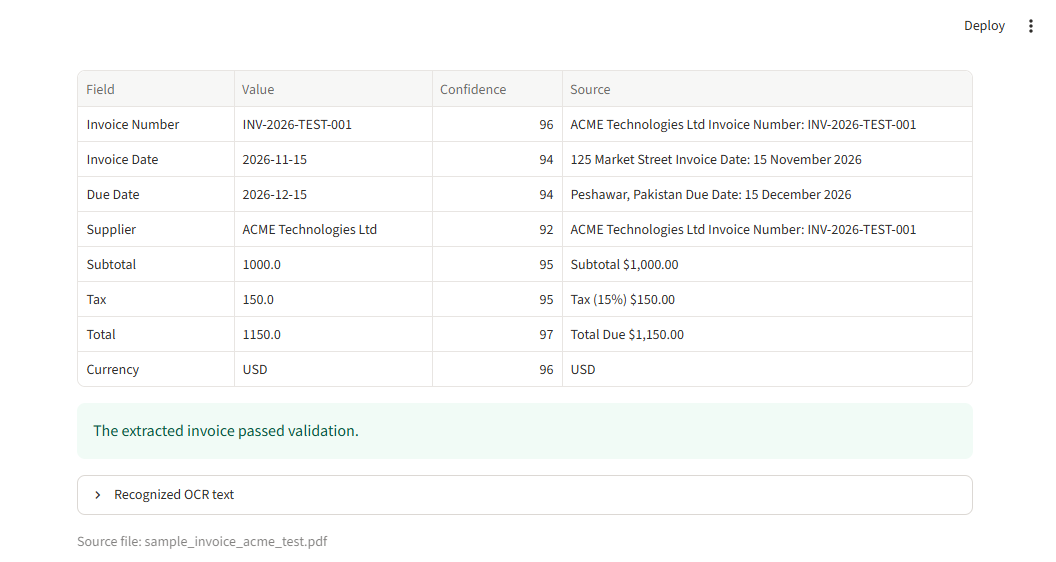 Deploy
Field Value Confidence Source
Invoice Number INV-2026-TEST-001 96 ACME Technologies Ltd Invoice Number: INV-2026-TEST-001
Invoice Date 2026-11-15 94 125 Market Street Invoice Date: 15 November 2026
Due Date 2026-12-15 94 Peshawar, Pakistan Due Date: 15 December 2026
Supplier ACME Technologies Ltd 92 ACME Technologies Ltd Invoice Number: INV-2026-TEST-001
Subtotal 1000.0 95 Subtotal $1,000.00
Tax 150.0 95 Tax (15%) $150.00
Total 1150.0 97 Total Due $1,150.00
Currency USD 96 USD
The extracted invoice passed validation.
Recognized OCR text
Source file: sample_invoice_acme_test.pdf